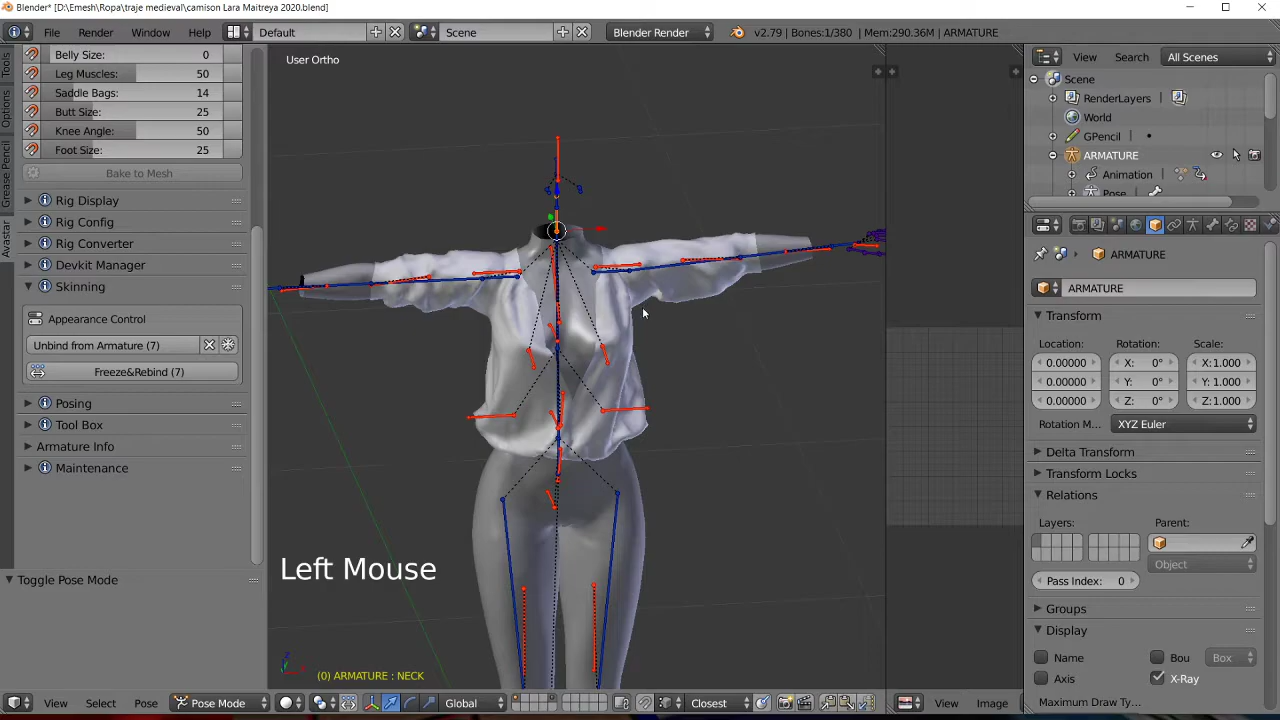 Blender* [D:\Emesh\Ropa\traje medieval\camison Lara Maitreya 2020.blend]
File Render Window Help Default Scene Blender Render v2.79 | Bones:1/380 | Mem:290.36M | ARMATURE
Tools
Options
Grease Pencil
Avastar
Belly Size: 0
Leg Muscles: 50
Saddle Bags: 14
Butt Size: 25
Knee Angle: 50
Foot Size: 25
Bake to Mesh
Rig Display
Rig Config
Rig Converter
Devkit Manager
Skinning
Appearance Control
Unbind from Armature (7)
Freeze&Rebind (7)
Posing
Tool Box
Armature Info
Maintenance
Toggle Pose Mode
User Ortho
Left Mouse
(0) ARMATURE : NECK
View Select Pose Pose Mode Global Closest
View Image
View Search All Scenes
Scene
RenderLayers
World
GPencil
ARMATURE
Animation
Pose
ARMATURE
ARMATURE
Transform
Location: Rotation: Scale:
0.00000 X: 0° X: 1.000
0.00000 Y: 0° Y: 1.000
0.00000 Z: 0° Z: 1.000
Rotation M... XYZ Euler
Delta Transform
Transform Locks
Relations
Layers: Parent:
Object
Pass Index: 0
Groups
Display
Name Bou Box
Axis X-Ray
Maximum Draw Ty